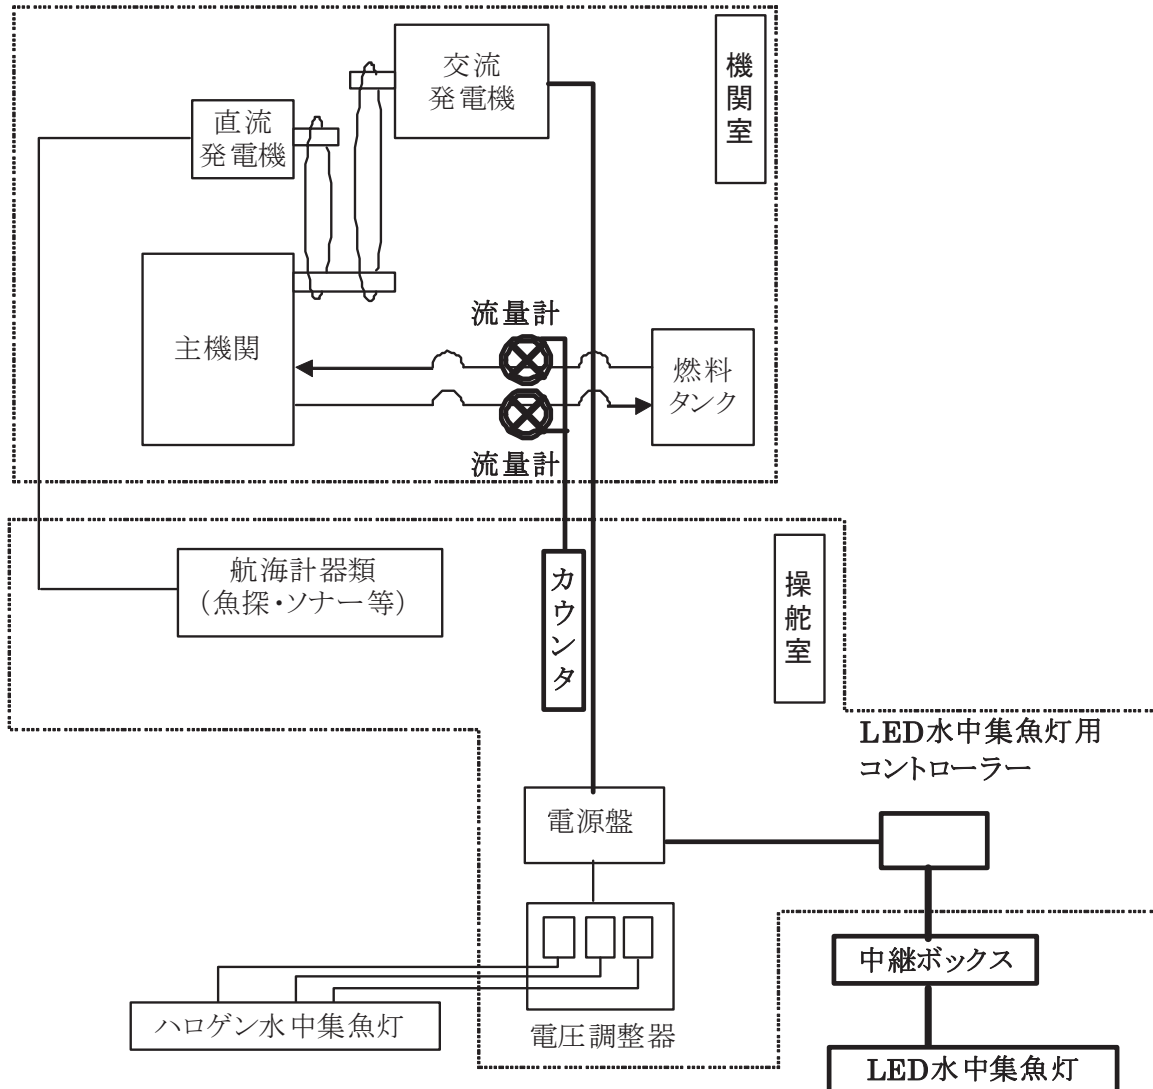 交流
発電機
機関室
直流
発電機
流量計
主機関
燃料
タンク
流量計
航海計器類
（魚探・ソナー等）
カウンタ
操舵室
LED水中集魚灯用
コントローラー
電源盤
中継ボックス
ハロゲン水中集魚灯
電圧調整器
LED水中集魚灯